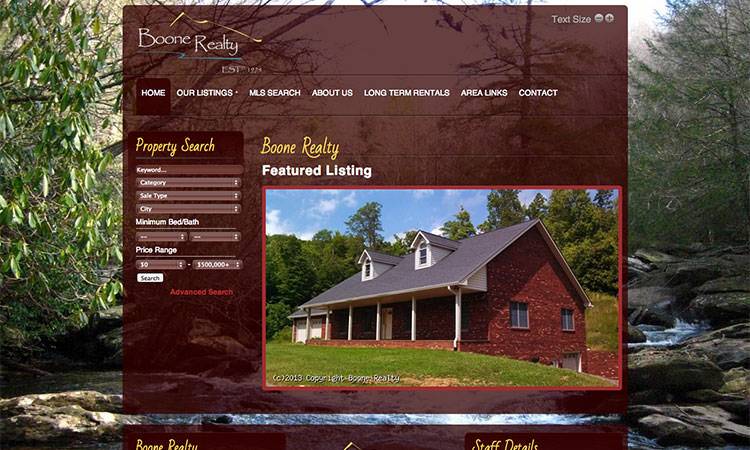 Boone Realty
EST 1974
Text Size
HOME OUR LISTINGS MLS SEARCH ABOUT US LONG TERM RENTALS AREA LINKS CONTACT
Property Search
Keyword...
Category
Sale Type
City
Minimum Bed/Bath
--- ---
Price Range
$0 - $500,000+
Search
Advanced Search
Boone Realty
Featured Listing
(c)2013 Copyright Boone Realty
Boone Realty
Staff Details